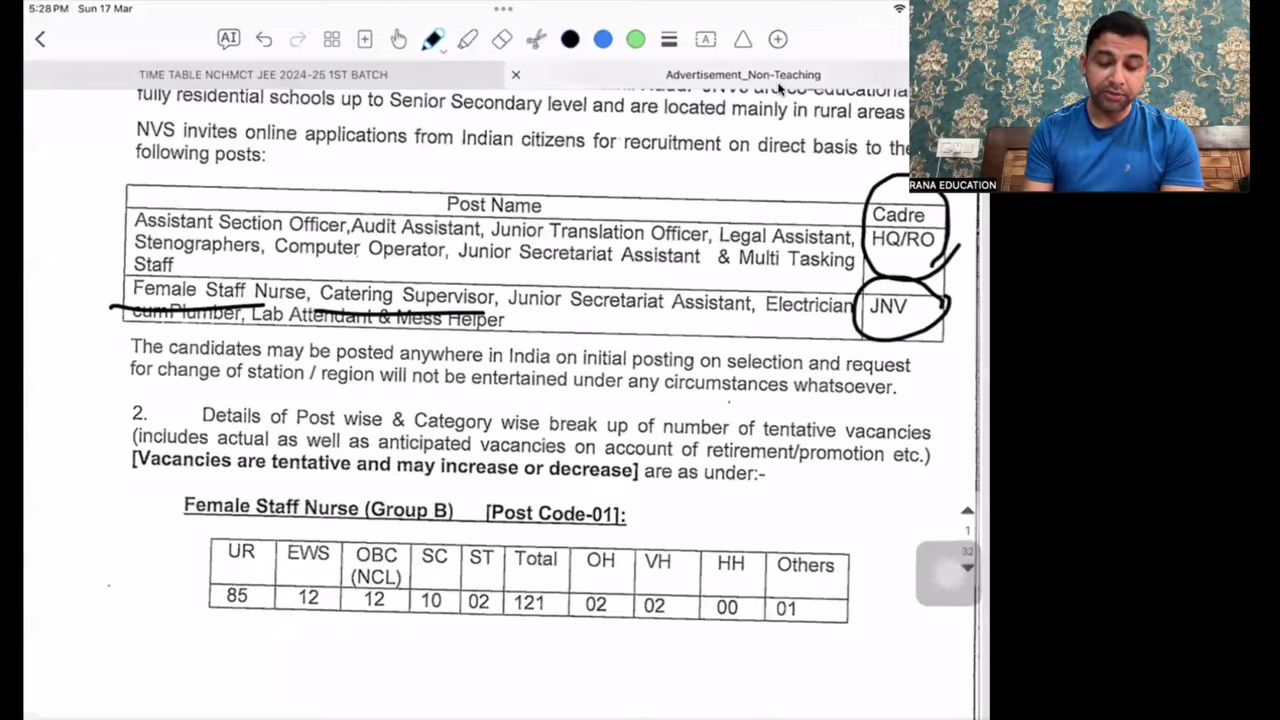 5:28 PM Sun 17 Mar
AI
A
TIME TABLE NCHMCT JEE 2024-25 1ST BATCH
Advertisement_Non-Teaching
RANA EDUCATION
fully residential schools up to Senior Secondary level and are located mainly in rural areas
NVS invites online applications from Indian citizens for recruitment on direct basis to the
following posts:
Post Name
Cadre
Assistant Section Officer,Audit Assistant, Junior Translation Officer, Legal Assistant,
HQ/RO
Stenographers, Computer Operator, Junior Secretariat Assistant & Multi Tasking
Staff
Female Staff Nurse, Catering Supervisor, Junior Secretariat Assistant, Electrician
JNV
cumPlumber, Lab Attendant & Mess Helper
The candidates may be posted anywhere in India on initial posting on selection and request
for change of station / region will not be entertained under any circumstances whatsoever.
2. Details of Post wise & Category wise break up of number of tentative vacancies
(includes actual as well as anticipated vacancies on account of retirement/promotion etc.)
[Vacancies are tentative and may increase or decrease] are as under:-
Female Staff Nurse (Group B) [Post Code-01]:
UR EWS OBC (NCL) SC ST Total OH VH HH Others
85 12 12 10 02 121 02 02 00 01
1
32